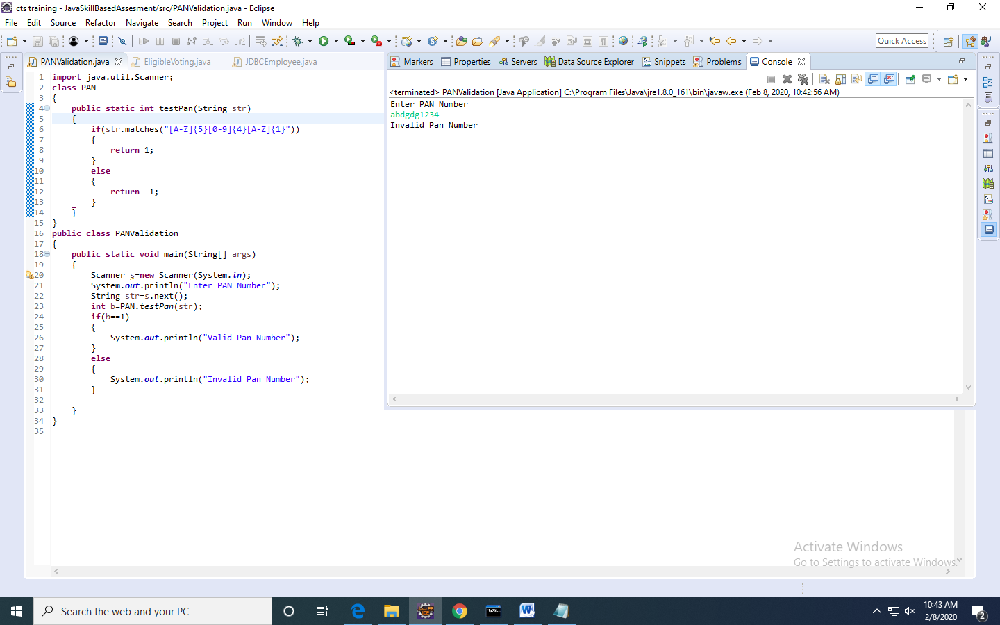 cts training - JavaSkillBasedAssesment/src/PANValidation.java - Eclipse
File Edit Source Refactor Navigate Search Project Run Window Help
Quick Access
PANValidation.java EligibleVoting.java JDBCEmployee.java
1 import java.util.Scanner;
2 class PAN
3 {
4 public static int testPan(String str)
5 {
6 if(str.matches("[A-Z]{5}[0-9]{4}[A-Z]{1}"))
7 {
8 return 1;
9 }
10 else
11 {
12 return -1;
13 }
14 }
15 }
16 public class PANValidation
17 {
18 public static void main(String[] args)
19 {
20 Scanner s=new Scanner(System.in);
21 System.out.println("Enter PAN Number");
22 String str=s.next();
23 int b=PAN.testPan(str);
24 if(b==1)
25 {
26 System.out.println("Valid Pan Number");
27 }
28 else
29 {
30 System.out.println("Invalid Pan Number");
31 }
32
33 }
34 }
35
Markers Properties Servers Data Source Explorer Snippets Problems Console
<terminated> PANValidation [Java Application] C:\Program Files\Java\jre1.8.0_161\bin\javaw.exe (Feb 8, 2020, 10:42:56 AM)
Enter PAN Number
abdgdg1234
Invalid Pan Number
Activate Windows
Go to Settings to activate Windows.
Search the web and your PC
10:43 AM
2/8/2020
2